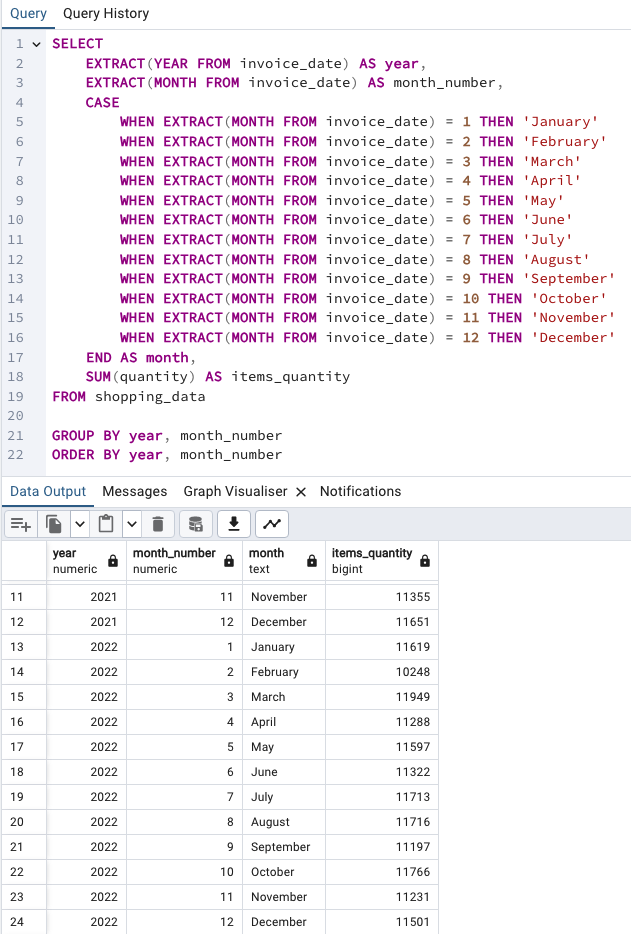 Query Query History
1 SELECT
2 EXTRACT(YEAR FROM invoice_date) AS year,
3 EXTRACT(MONTH FROM invoice_date) AS month_number,
4 CASE
5 WHEN EXTRACT(MONTH FROM invoice_date) = 1 THEN 'January'
6 WHEN EXTRACT(MONTH FROM invoice_date) = 2 THEN 'February'
7 WHEN EXTRACT(MONTH FROM invoice_date) = 3 THEN 'March'
8 WHEN EXTRACT(MONTH FROM invoice_date) = 4 THEN 'April'
9 WHEN EXTRACT(MONTH FROM invoice_date) = 5 THEN 'May'
10 WHEN EXTRACT(MONTH FROM invoice_date) = 6 THEN 'June'
11 WHEN EXTRACT(MONTH FROM invoice_date) = 7 THEN 'July'
12 WHEN EXTRACT(MONTH FROM invoice_date) = 8 THEN 'August'
13 WHEN EXTRACT(MONTH FROM invoice_date) = 9 THEN 'September'
14 WHEN EXTRACT(MONTH FROM invoice_date) = 10 THEN 'October'
15 WHEN EXTRACT(MONTH FROM invoice_date) = 11 THEN 'November'
16 WHEN EXTRACT(MONTH FROM invoice_date) = 12 THEN 'December'
17 END AS month,
18 SUM(quantity) AS items_quantity
19 FROM shopping_data
20
21 GROUP BY year, month_number
22 ORDER BY year, month_number
Data Output Messages Graph Visualiser Notifications
year month_number month items_quantity
numeric numeric text bigint
11 2021 11 November 11355
12 2021 12 December 11651
13 2022 1 January 11619
14 2022 2 February 10248
15 2022 3 March 11949
16 2022 4 April 11288
17 2022 5 May 11597
18 2022 6 June 11322
19 2022 7 July 11713
20 2022 8 August 11716
21 2022 9 September 11197
22 2022 10 October 11766
23 2022 11 November 11231
24 2022 12 December 11501